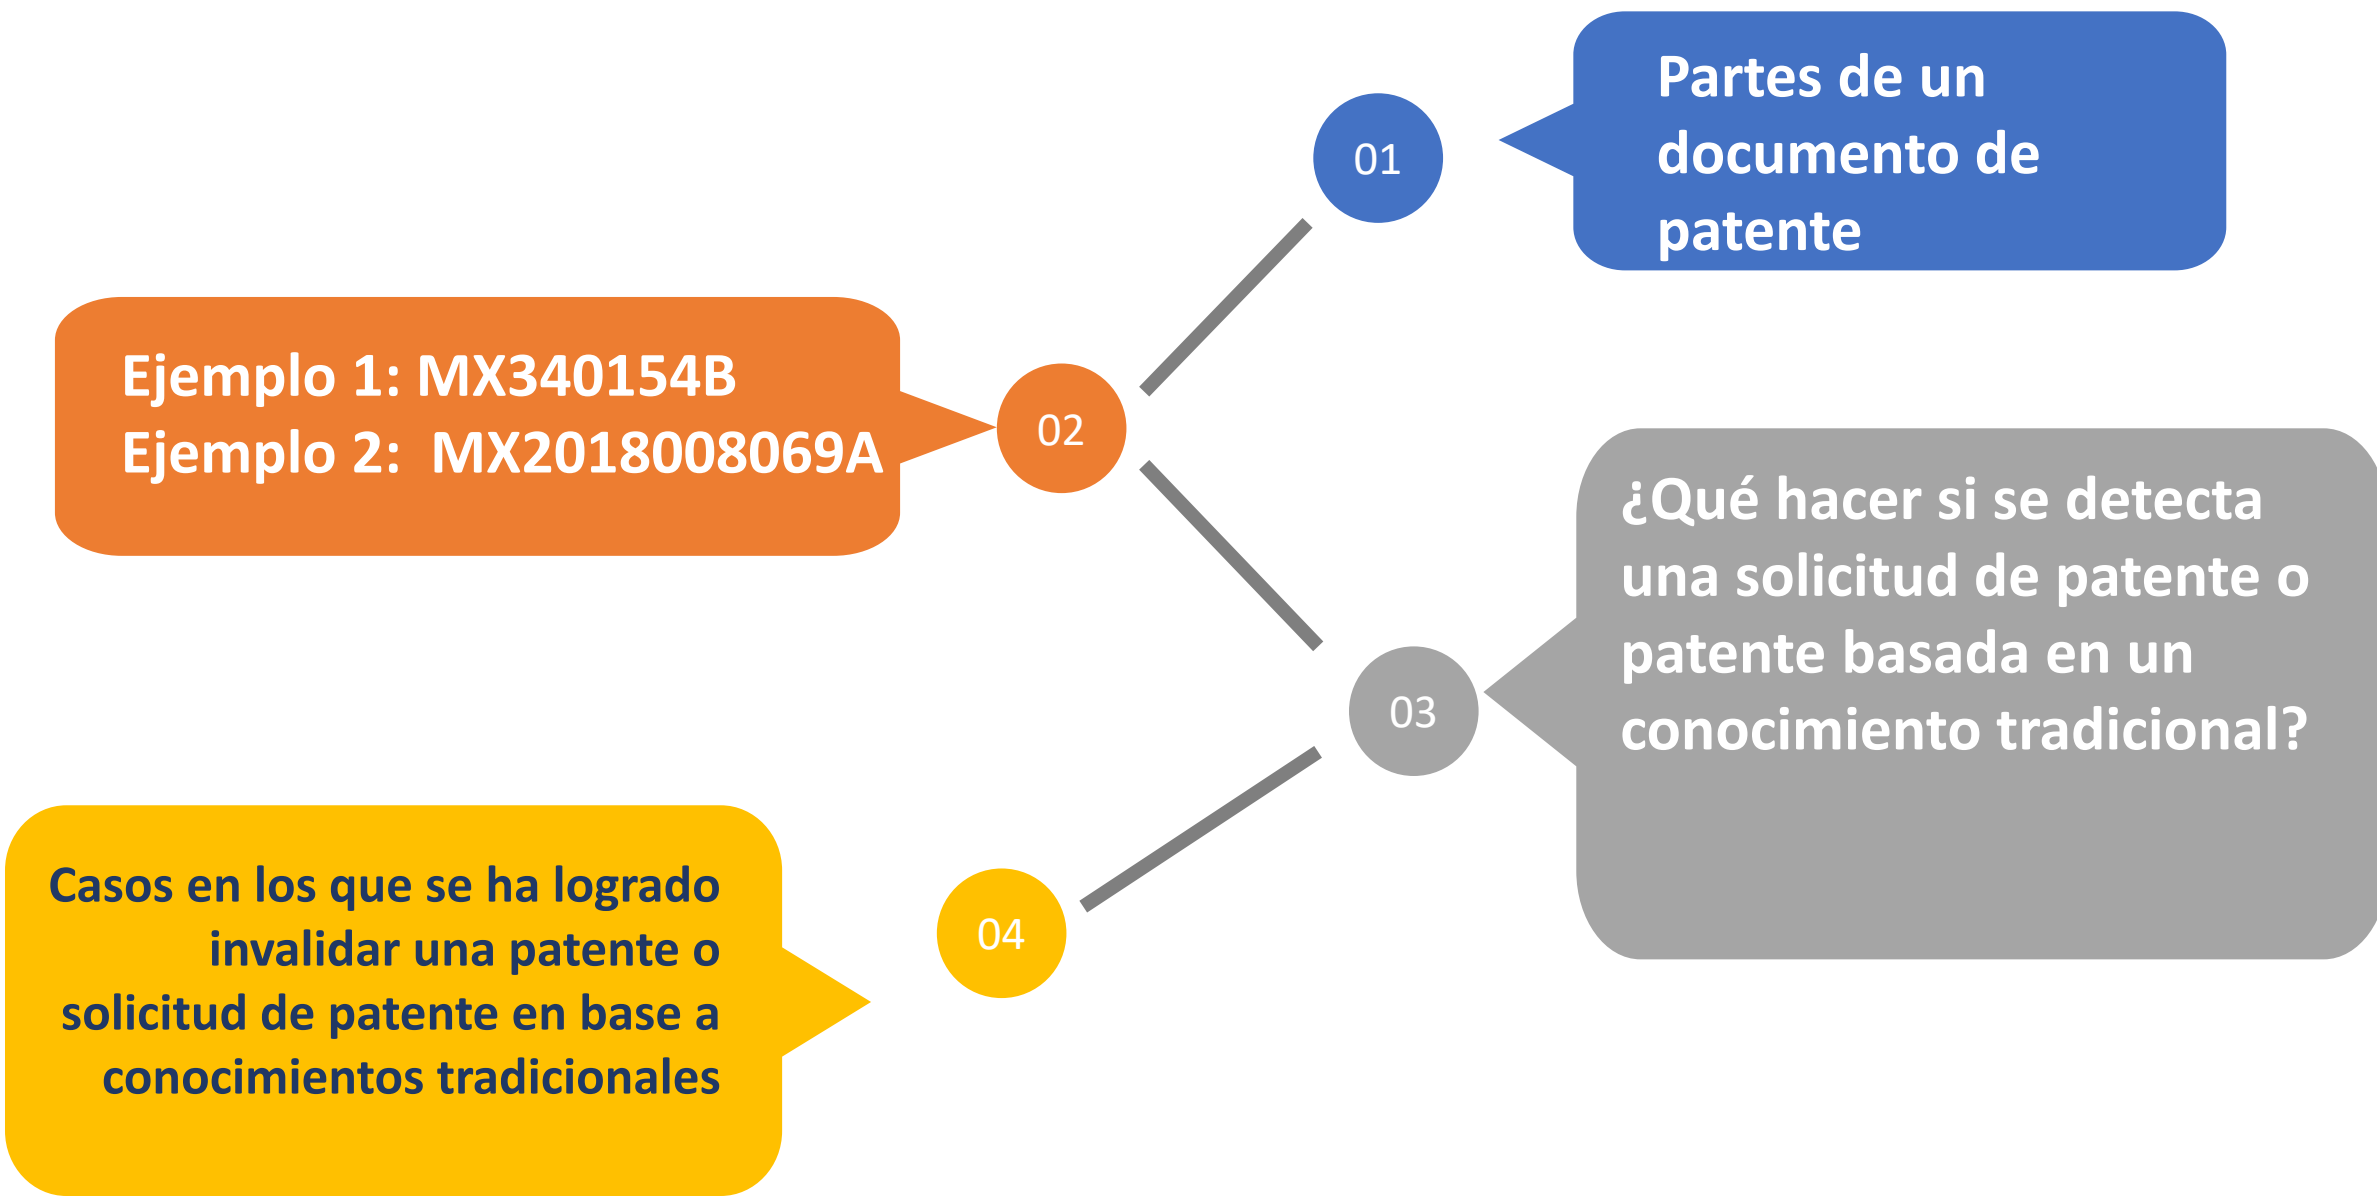 01
Partes de un
documento de
patente
02
Ejemplo 1: MX340154B
Ejemplo 2:  MX2018008069A
03
¿Qué hacer si se detecta
una solicitud de patente o
patente basada en un
conocimiento tradicional?
04
Casos en los que se ha logrado
invalidar una patente o
solicitud de patente en base a
conocimientos tradicionales